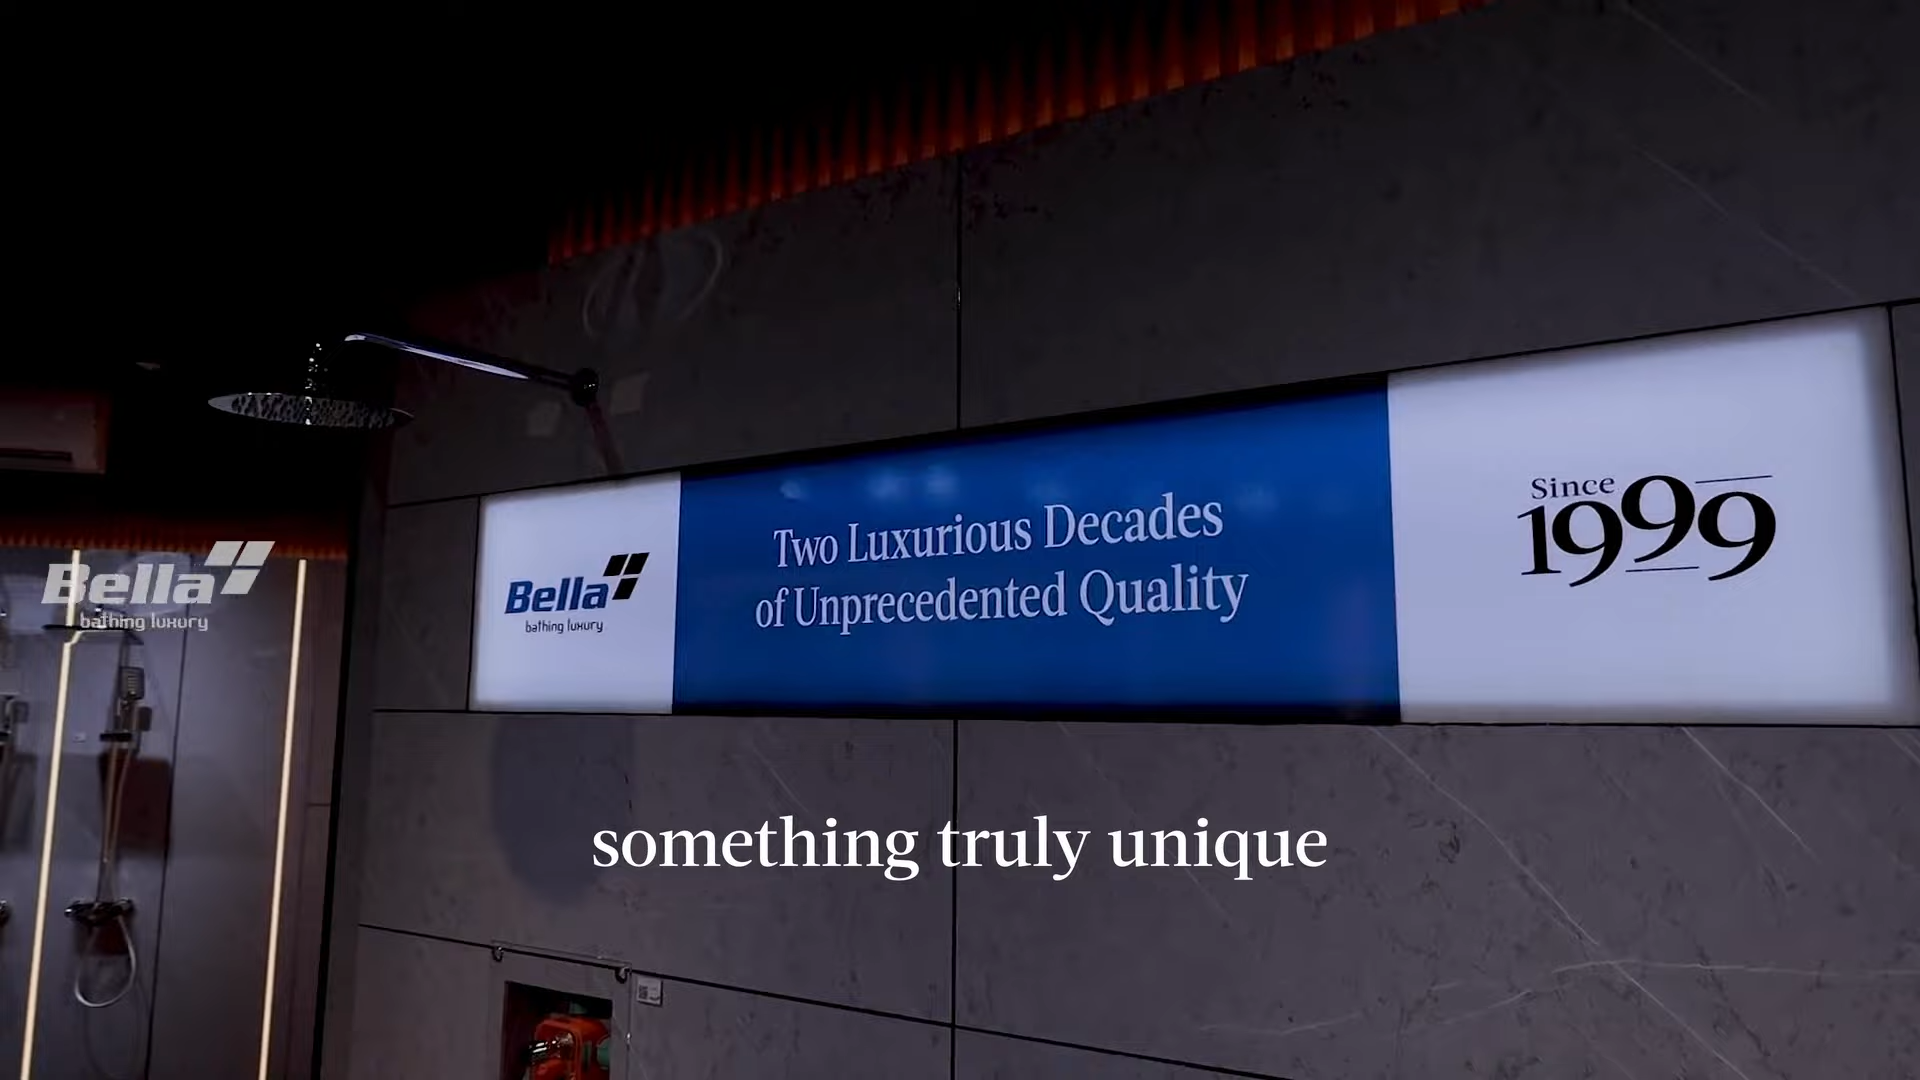 Bella
bathing luxury
Bella
bathing luxury
Two Luxurious Decades
of Unprecedented Quality
Since
1999
something truly unique